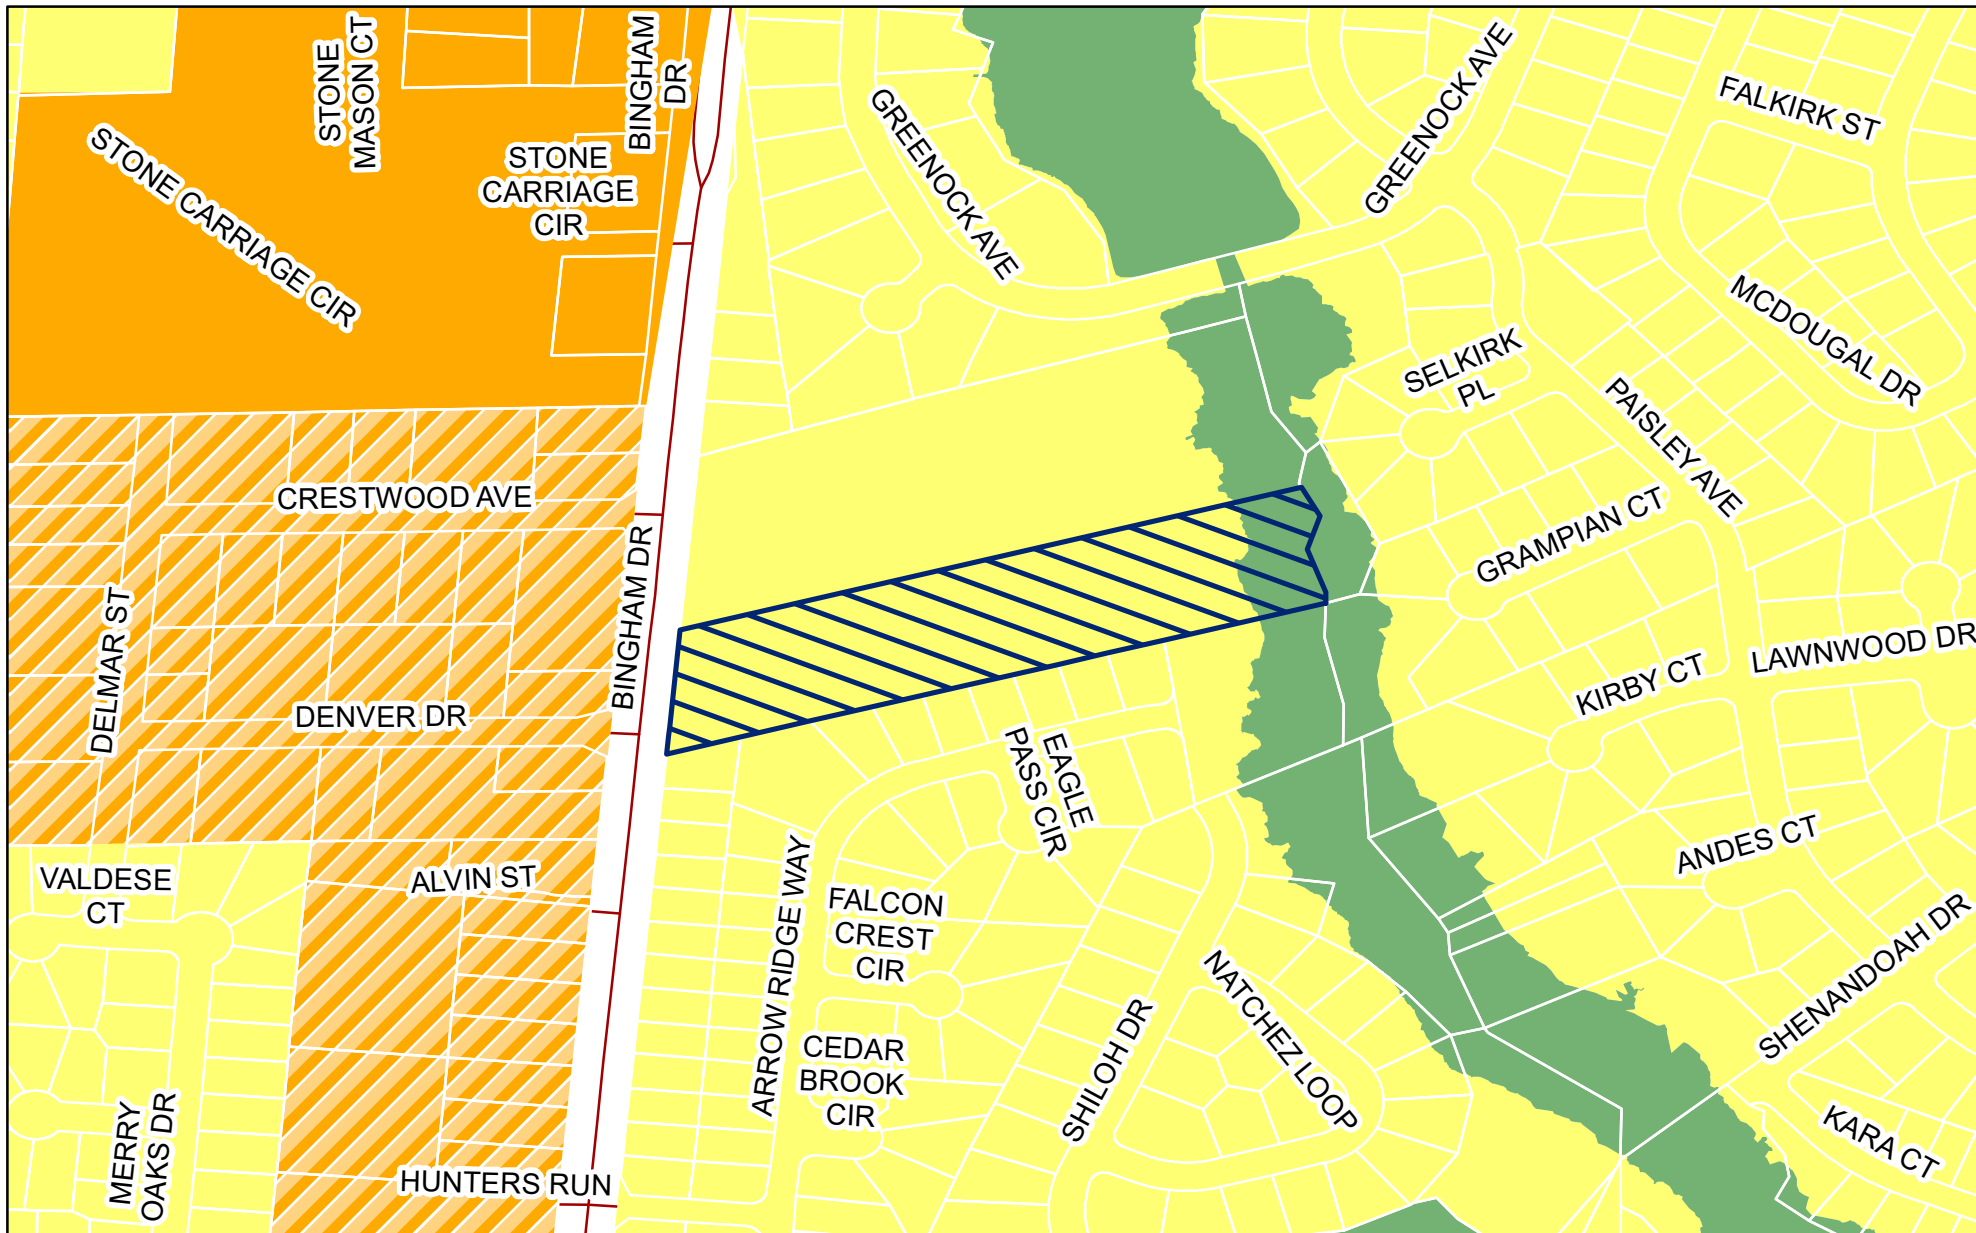 STONE
MASON CT
BINGHAM
DR
STONE CARRIAGE CIR
STONE
CARRIAGE
CIR
GREENOCK AVE
GREENOCK AVE
FALKIRK ST
MCDOUGAL DR
SELKIRK
PL
PAISLEY AVE
CRESTWOOD AVE
GRAMPIAN CT
BINGHAM DR
DELMAR ST
DENVER DR
LAWNWOOD DR
KIRBY CT
EAGLE
PASS CIR
ANDES CT
VALDESE
CT
ALVIN ST
ARROW RIDGE WAY
FALCON
CREST
CIR
SHENANDOAH DR
NATCHEZ LOOP
SHILOH DR
CEDAR
BROOK
CIR
MERRY
OAKS DR
KARA CT
HUNTERS RUN